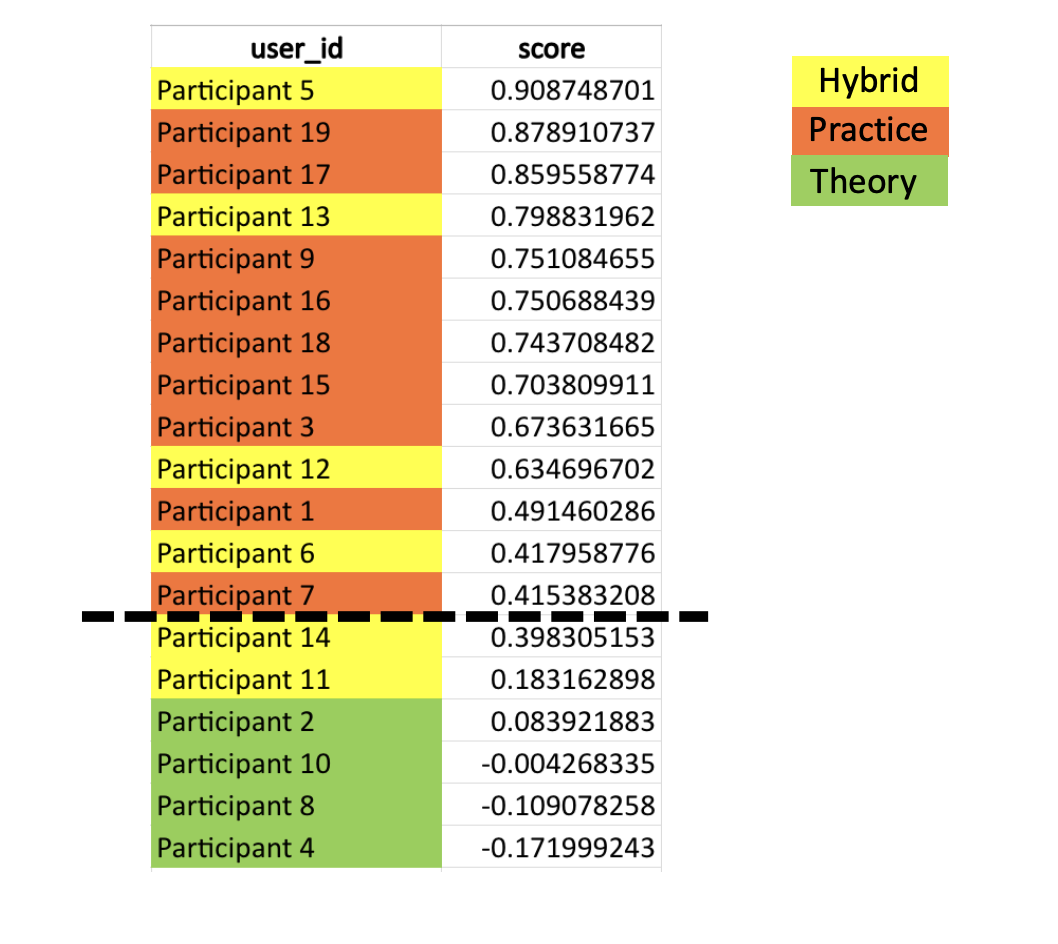 user_id score
Participant 5 0.908748701
Participant 19 0.878910737
Participant 17 0.859558774
Participant 13 0.798831962
Participant 9 0.751084655
Participant 16 0.750688439
Participant 18 0.743708482
Participant 15 0.703809911
Participant 3 0.673631665
Participant 12 0.634696702
Participant 1 0.491460286
Participant 6 0.417958776
Participant 7 0.415383208
Participant 14 0.398305153
Participant 11 0.183162898
Participant 2 0.083921883
Participant 10 -0.004268335
Participant 8 -0.109078258
Participant 4 -0.171999243
Hybrid
Practice
Theory